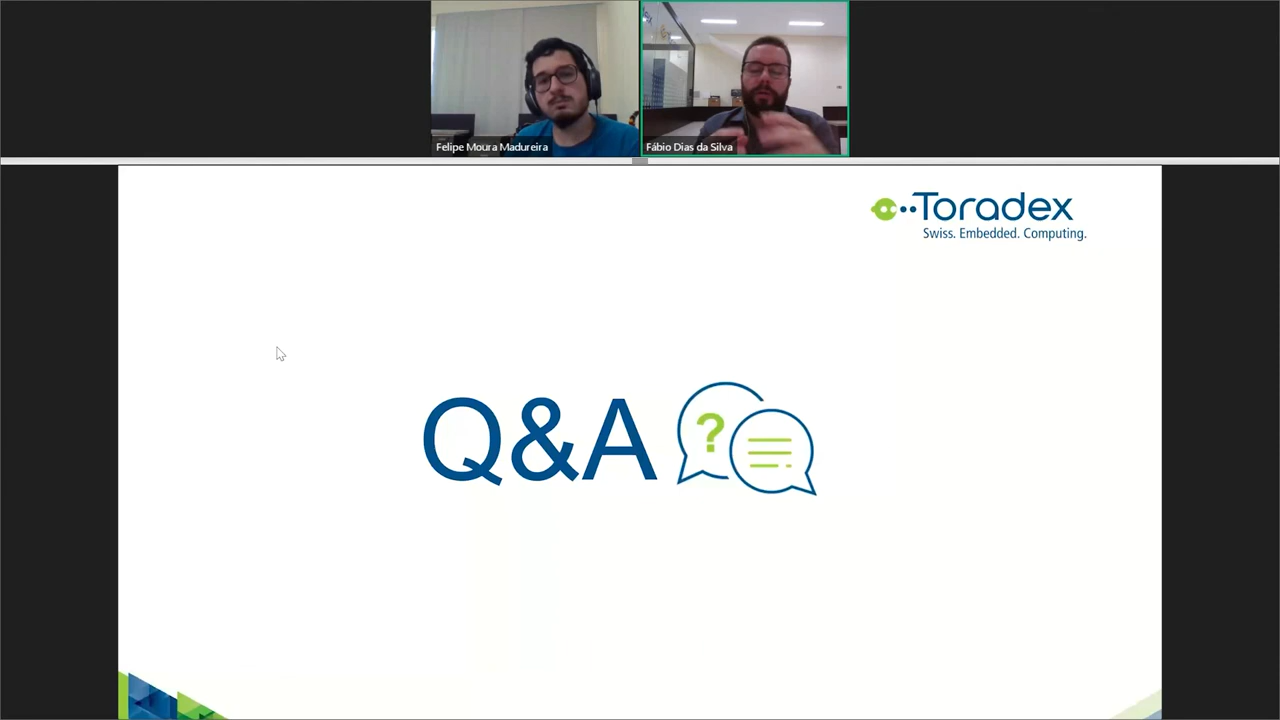 Felipe Moura Madureira
Fábio Dias da Silva
Toradex
Swiss. Embedded. Computing.
Q&A
?